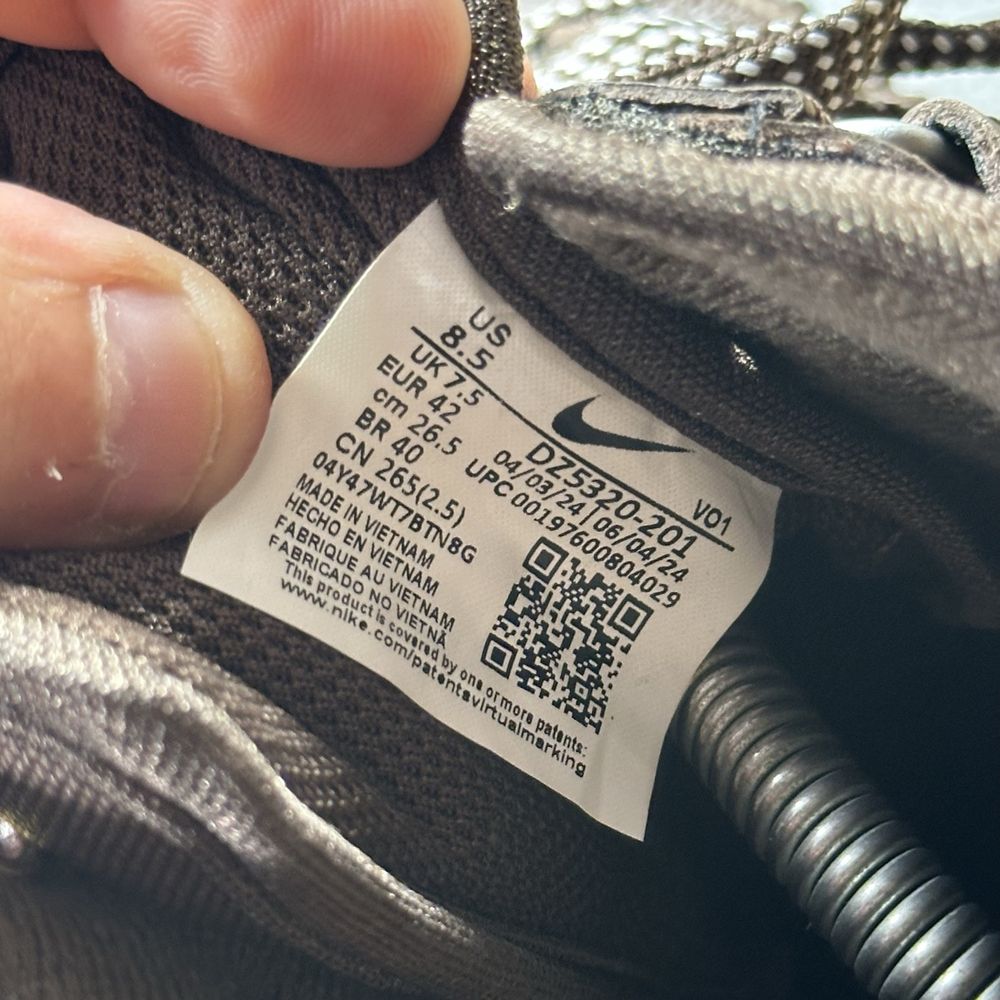 US
8.5
UK 7.5
EUR 42
cm 26.5
BR 40
CN 265(2.5)
04Y47WT7BTN8G
MADE IN VIETNAM
HECHO EN VIETNAM
FABRIQUE AU VIETNAM
FABRICADO NO VIETNÃ
This product is covered by one or more patents:
www.nike.com/patentsvirtualmarking
V01
DZ5320-201
04/03/24|06/04/24
UPC 00197600804029